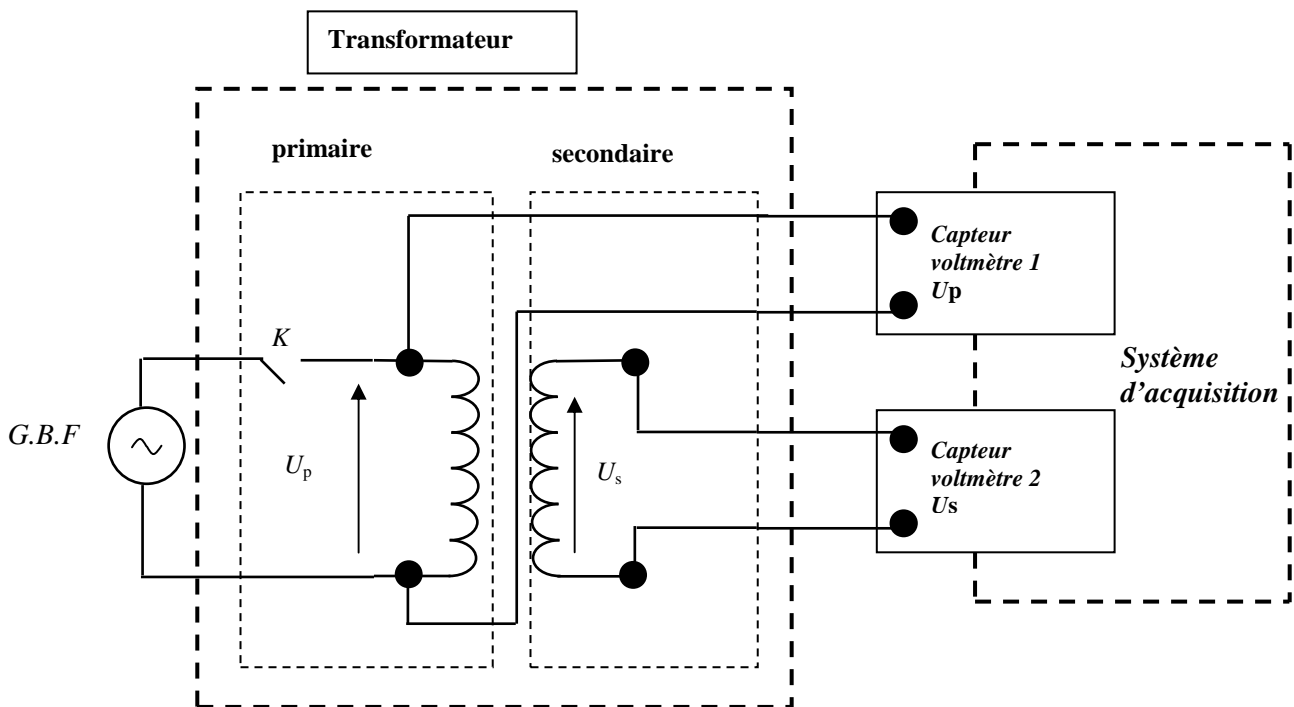 Transformateur
primaire
secondaire
Capteur
voltmètre 1
Up
K
Système
d'acquisition
G.B.F
Up
Us
Capteur
voltmètre 2
Us